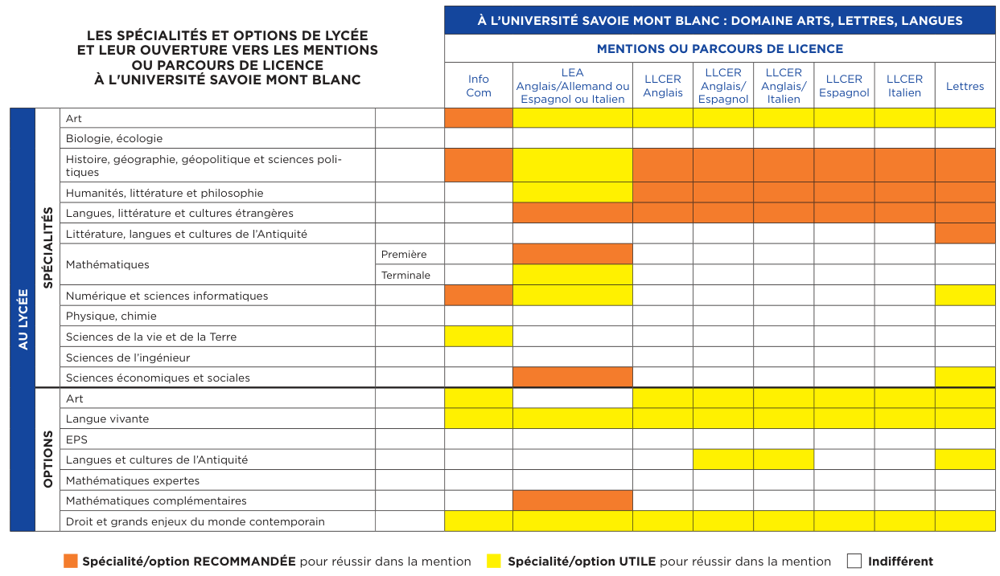 LES SPÉCIALITÉS ET OPTIONS DE LYCÉE
ET LEUR OUVERTURE VERS LES MENTIONS
OU PARCOURS DE LICENCE
À L'UNIVERSITÉ SAVOIE MONT BLANC
À L'UNIVERSITÉ SAVOIE MONT BLANC : DOMAINE ARTS, LETTRES, LANGUES
MENTIONS OU PARCOURS DE LICENCE
Info
Com
LEA
Anglais/Allemand ou
Espagnol ou Italien
LLCER
Anglais
LLCER
Anglais/
Espagnol
LLCER
Anglais/
Italien
LLCER
Espagnol
LLCER
Italien
Lettres
AU LYCÉE
SPÉCIALITÉS
Art
Biologie, écologie
Histoire, géographie, géopolitique et sciences poli-
tiques
Humanités, littérature et philosophie
Langues, littérature et cultures étrangères
Littérature, langues et cultures de l'Antiquité
Mathématiques
Première
Terminale
Numérique et sciences informatiques
Physique, chimie
Sciences de la vie et de la Terre
Sciences de l'ingénieur
Sciences économiques et sociales
OPTIONS
Art
Langue vivante
EPS
Langues et cultures de l'Antiquité
Mathématiques expertes
Mathématiques complémentaires
Droit et grands enjeux du monde contemporain
Spécialité/option RECOMMANDÉE pour réussir dans la mention
Spécialité/option UTILE pour réussir dans la mention
Indifférent